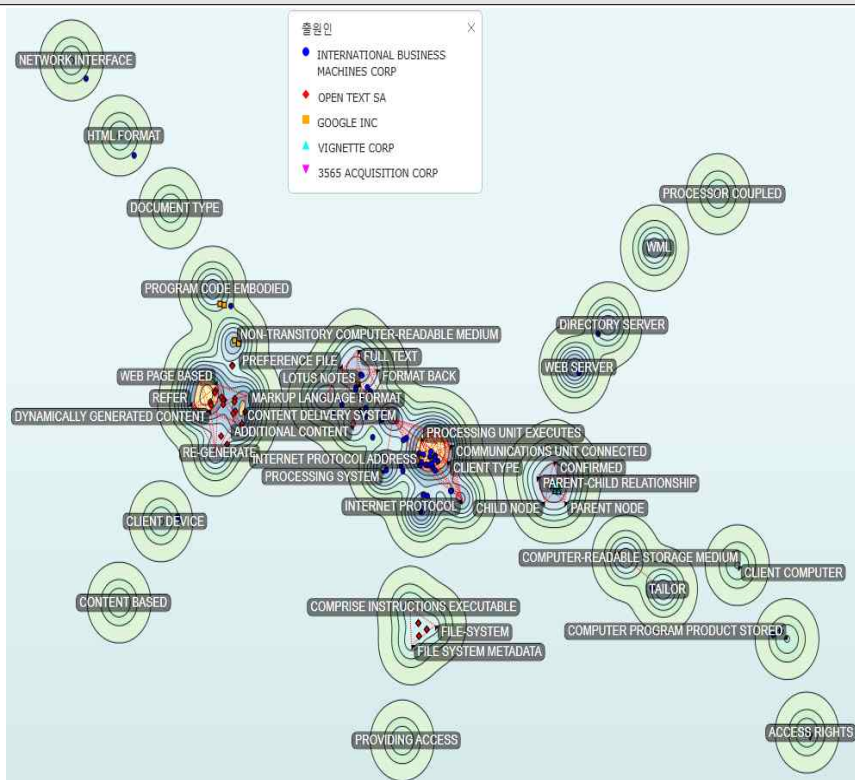 출원인
X
INTERNATIONAL BUSINESS
MACHINES CORP
OPEN TEXT SA
GOOGLE INC
VIGNETTE CORP
3565 ACQUISITION CORP
NETWORK INTERFACE
HTML FORMAT
DOCUMENT TYPE
PROCESSOR COUPLED
WML
PROGRAM CODE EMBODIED
DIRECTORY SERVER
NON-TRANSITORY COMPUTER-READABLE MEDIUM
PREFERENCE FILE
FULL TEXT
WEB SERVER
WEB PAGE BASED
LOTUS NOTES
FORMAT BACK
REFER
MARKUP LANGUAGE FORMAT
DYNAMICALLY GENERATED CONTENT
CONTENT DELIVERY SYSTEM
ADDITIONAL CONTENT
PROCESSING UNIT EXECUTES
RE-GENERATE
INTERNET PROTOCOL ADDRESS
COMMUNICATIONS UNIT CONNECTED
PROCESSING SYSTEM
CLIENT TYPE
CONFIRMED
PARENT-CHILD RELATIONSHIP
INTERNET PROTOCOL
CHILD NODE
PARENT NODE
CLIENT DEVICE
COMPUTER-READABLE STORAGE MEDIUM
CLIENT COMPUTER
TAILOR
CONTENT BASED
COMPRISE INSTRUCTIONS EXECUTABLE
FILE-SYSTEM
COMPUTER PROGRAM PRODUCT STORED
FILE SYSTEM METADATA
ACCESS RIGHTS
PROVIDING ACCESS